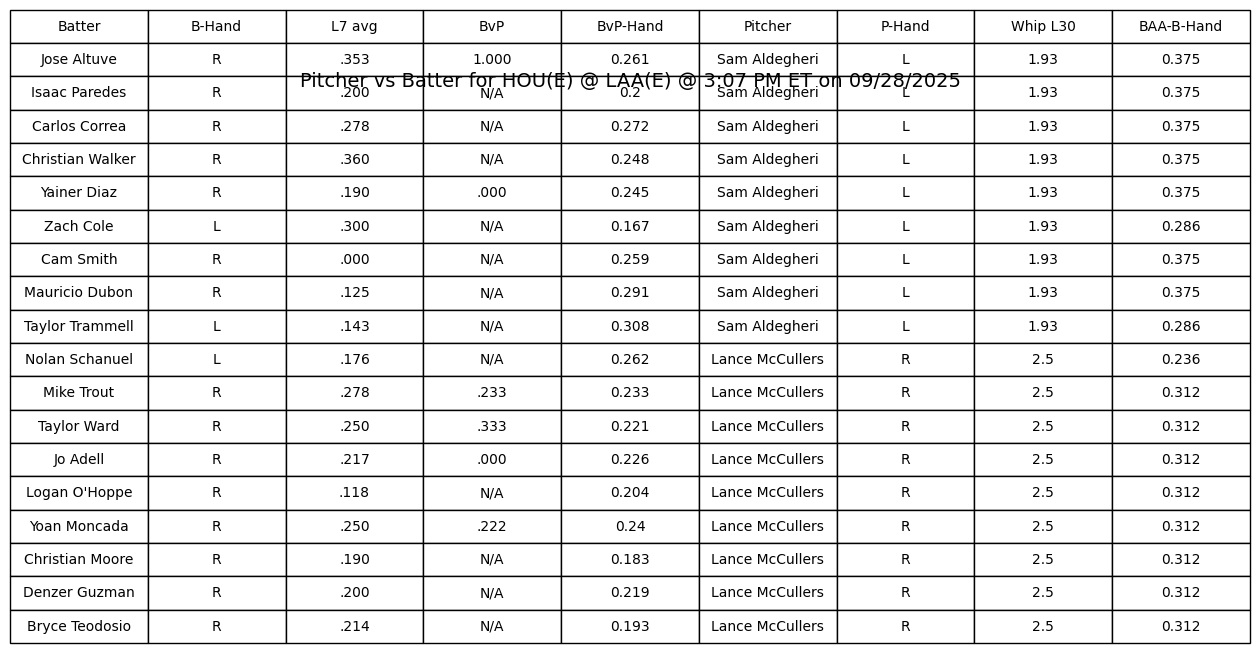 Batter B-Hand L7 avg BvP BvP-Hand Pitcher P-Hand Whip L30 BAA-B-Hand
Jose Altuve R .353 1.000 0.261 Sam Aldegheri L 1.93 0.375
Pitcher vs Batter for HOU(E) @ LAA(E) @ 3:07 PM ET on 09/28/2025
Isaac Paredes R .200 N/A 0.2 Sam Aldegheri L 1.93 0.375
Carlos Correa R .278 N/A 0.272 Sam Aldegheri L 1.93 0.375
Christian Walker R .360 N/A 0.248 Sam Aldegheri L 1.93 0.375
Yainer Diaz R .190 .000 0.245 Sam Aldegheri L 1.93 0.375
Zach Cole L .300 N/A 0.167 Sam Aldegheri L 1.93 0.286
Cam Smith R .000 N/A 0.259 Sam Aldegheri L 1.93 0.375
Mauricio Dubon R .125 N/A 0.291 Sam Aldegheri L 1.93 0.375
Taylor Trammell L .143 N/A 0.308 Sam Aldegheri L 1.93 0.286
Nolan Schanuel L .176 N/A 0.262 Lance McCullers R 2.5 0.236
Mike Trout R .278 .233 0.233 Lance McCullers R 2.5 0.312
Taylor Ward R .250 .333 0.221 Lance McCullers R 2.5 0.312
Jo Adell R .217 .000 0.226 Lance McCullers R 2.5 0.312
Logan O'Hoppe R .118 N/A 0.204 Lance McCullers R 2.5 0.312
Yoan Moncada R .250 .222 0.24 Lance McCullers R 2.5 0.312
Christian Moore R .190 N/A 0.183 Lance McCullers R 2.5 0.312
Denzer Guzman R .200 N/A 0.219 Lance McCullers R 2.5 0.312
Bryce Teodosio R .214 N/A 0.193 Lance McCullers R 2.5 0.312